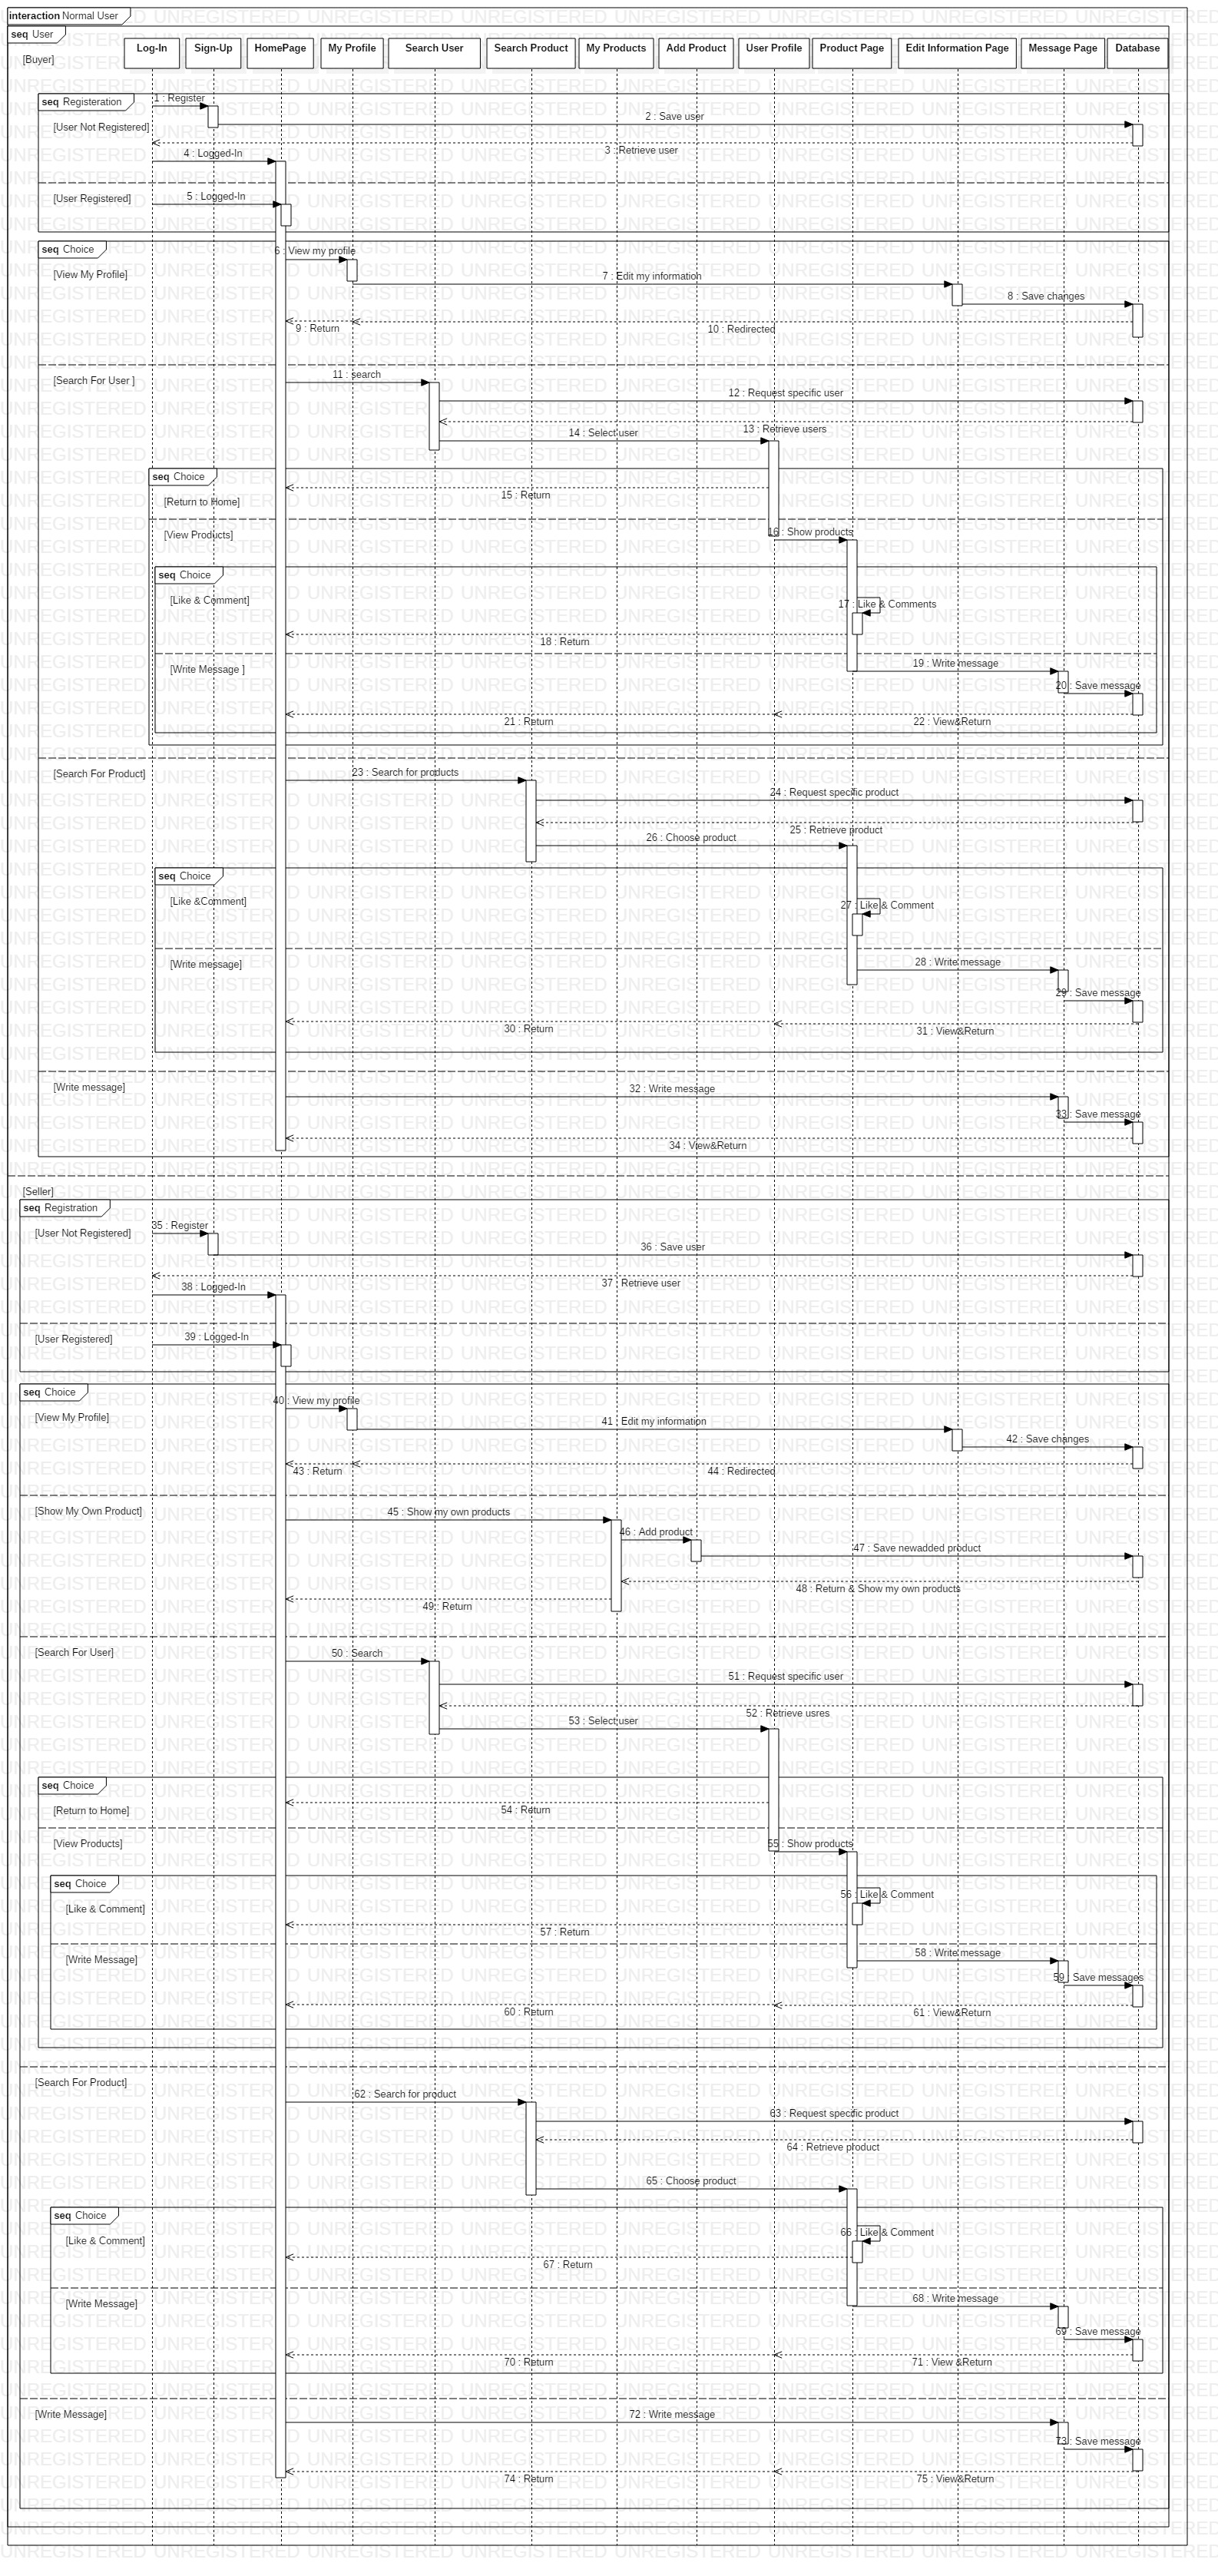 interaction Normal User
seq User
[Buyer]
Log-In
Sign-Up
HomePage
My Profile
Search User
Search Product
My Products
Add Product
User Profile
Product Page
Edit Information Page
Message Page
Database
seq Registeration
[User Not Registered]
1 : Register
2 : Save user
3 : Retrieve user
4 : Logged-In
[User Registered]
5 : Logged-In
seq Choice
[View My Profile]
6 : View my profile
7 : Edit my information
8 : Save changes
9 : Return
10 : Redirected
[Search For User ]
11 : search
12 : Request specific user
13 : Retrieve users
14 : Select user
seq Choice
[Return to Home]
15 : Return
[View Products]
16 : Show products
seq Choice
[Like & Comment]
17 : Like & Comments
18 : Return
[Write Message ]
19 : Write message
20 : Save message
21 : Return
22 : View&Return
[Search For Product]
23 : Search for products
24 : Request specific product
25 : Retrieve product
26 : Choose product
seq Choice
[Like &Comment]
27 : Like & Comment
[Write message]
28 : Write message
29 : Save message
30 : Return
31 : View&Return
[Write message]
32 : Write message
33 : Save message
34 : View&Return
[Seller]
seq Registration
[User Not Registered]
35 : Register
36 : Save user
37 : Retrieve user
38 : Logged-In
[User Registered]
39 : Logged-In
seq Choice
[View My Profile]
40 : View my profile
41 : Edit my information
42 : Save changes
43 : Return
44 : Redirected
[Show My Own Product]
45 : Show my own products
46 : Add product
47 : Save newadded product
48 : Return & Show my own products
49 : Return
[Search For User]
50 : Search
51 : Request specific user
52 : Retrieve usres
53 : Select user
seq Choice
[Return to Home]
54 : Return
[View Products]
55 : Show products
seq Choice
[Like & Comment]
56 : Like & Comment
57 : Return
[Write Message]
58 : Write message
59 : Save messages
60 : Return
61 : View&Return
[Search For Product]
62 : Search for product
63 : Request specific product
64 : Retrieve product
65 : Choose product
seq Choice
[Like & Comment]
66 : Like & Comment
67 : Return
[Write Message]
68 : Write message
69 : Save message
70 : Return
71 : View &Return
[Write Message]
72 : Write message
73 : Save message
74 : Return
75 : View&Return